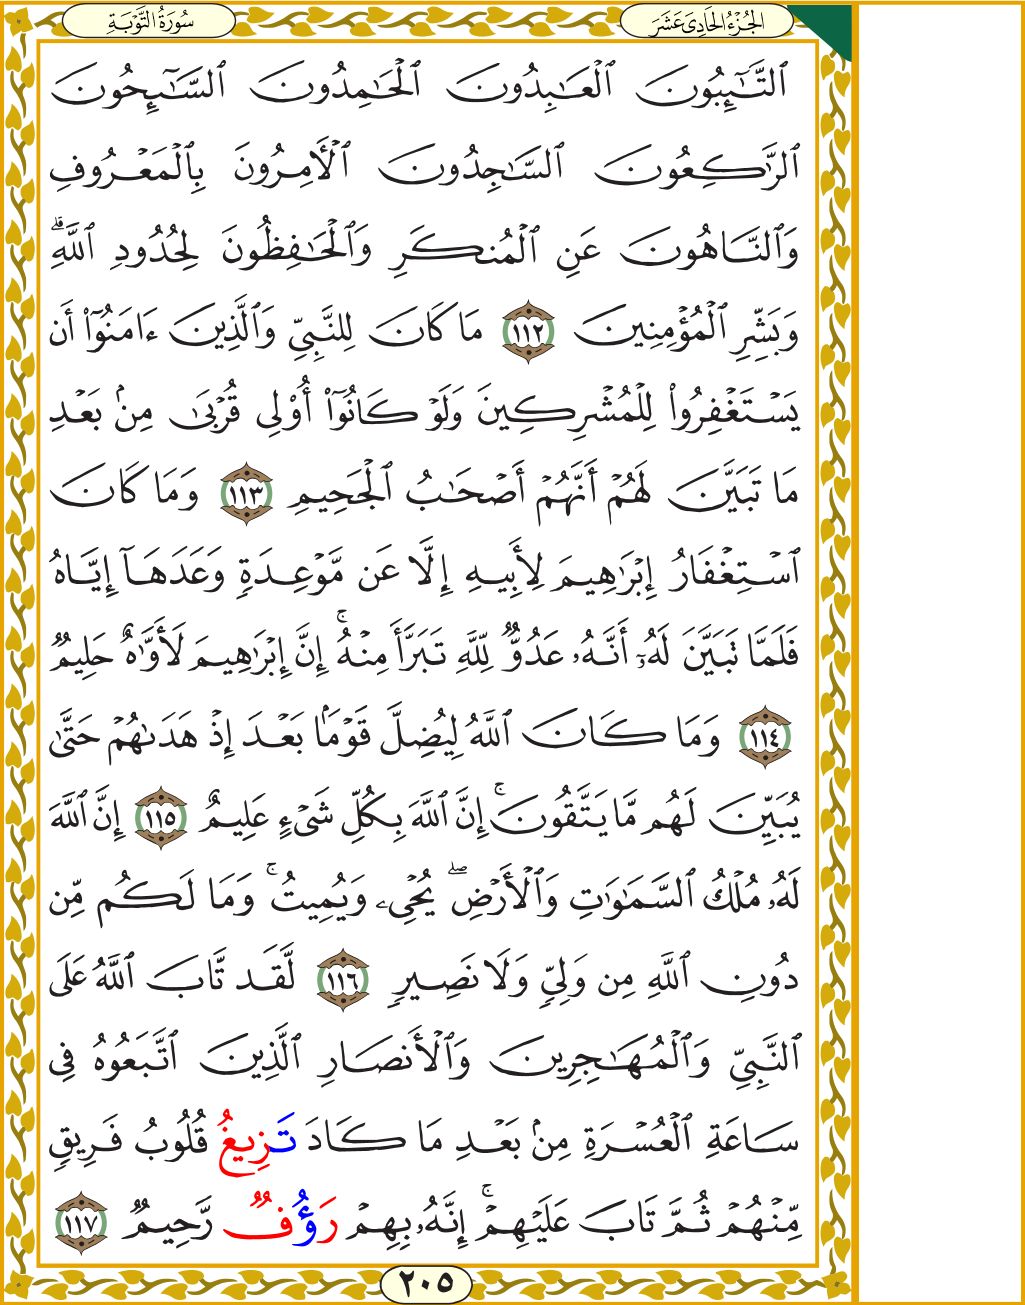 الجُزْءُ الحَادِيَ عَشَرَ
سُورَةُ التَّوْبَةِ
ٱلتَّٰٓئِبُونَ ٱلْعَٰبِدُونَ ٱلْحَٰمِدُونَ ٱلسَّٰٓئِحُونَ
ٱلرَّٰكِعُونَ ٱلسَّٰجِدُونَ ٱلْأٓمِرُونَ بِٱلْمَعْرُوفِ
وَٱلنَّاهُونَ عَنِ ٱلْمُنكَرِ وَٱلْحَٰفِظُونَ لِحُدُودِ ٱللَّهِۗ
وَبَشِّرِ ٱلْمُؤْمِنِينَ ١١٢ مَا كَانَ لِلنَّبِيِّ وَٱلَّذِينَ ءَامَنُوٓا۟ أَن
يَسْتَغْفِرُوا۟ لِلْمُشْرِكِينَ وَلَوْ كَانُوٓا۟ أُو۟لِى قُرْبَىٰ مِنۢ بَعْدِ
مَا تَبَيَّنَ لَهُمْ أَنَّهُمْ أَصْحَٰبُ ٱلْجَحِيمِ ١١٣ وَمَا كَانَ
ٱسْتِغْفَارُ إِبْرَٰهِيمَ لِأَبِيهِ إِلَّا عَن مَّوْعِدَةٍ وَعَدَهَآ إِيَّاهُ
فَلَمَّا تَبَيَّنَ لَهُۥٓ أَنَّهُۥ عَدُوٌّ لِّلَّهِ تَبَرَّأَ مِنْهُۚ إِنَّ إِبْرَٰهِيمَ لَأَوَّٰهٌ حَلِيمٌ
١١٤ وَمَا كَانَ ٱللَّهُ لِيُضِلَّ قَوْمًۢا بَعْدَ إِذْ هَدَىٰهُمْ حَتَّىٰ
يُبَيِّنَ لَهُم مَّا يَتَّقُونَۚ إِنَّ ٱللَّهَ بِكُلِّ شَىْءٍ عَلِيمٌ ١١٥ إِنَّ ٱللَّهَ
لَهُۥ مُلْكُ ٱلسَّمَٰوَٰتِ وَٱلْأَرْضِۖ يُحْىِۦ وَيُمِيتُۚ وَمَا لَكُم مِّن
دُونِ ٱللَّهِ مِن وَلِىٍّ وَلَا نَصِيرٍ ١١٦ لَّقَد تَّابَ ٱللَّهُ عَلَى
ٱلنَّبِىِّ وَٱلْمُهَٰجِرِينَ وَٱلْأَنصَارِ ٱلَّذِينَ ٱتَّبَعُوهُ فِى
سَاعَةِ ٱلْعُسْرَةِ مِنۢ بَعْدِ مَا كَادَ تَزِيغُ قُلُوبُ فَرِيقٍ
مِّنْهُمْ ثُمَّ تَابَ عَلَيْهِمْۚ إِنَّهُۥ بِهِمْ رَؤُفٌ رَّحِيمٌ ١١٧
٢٠٥